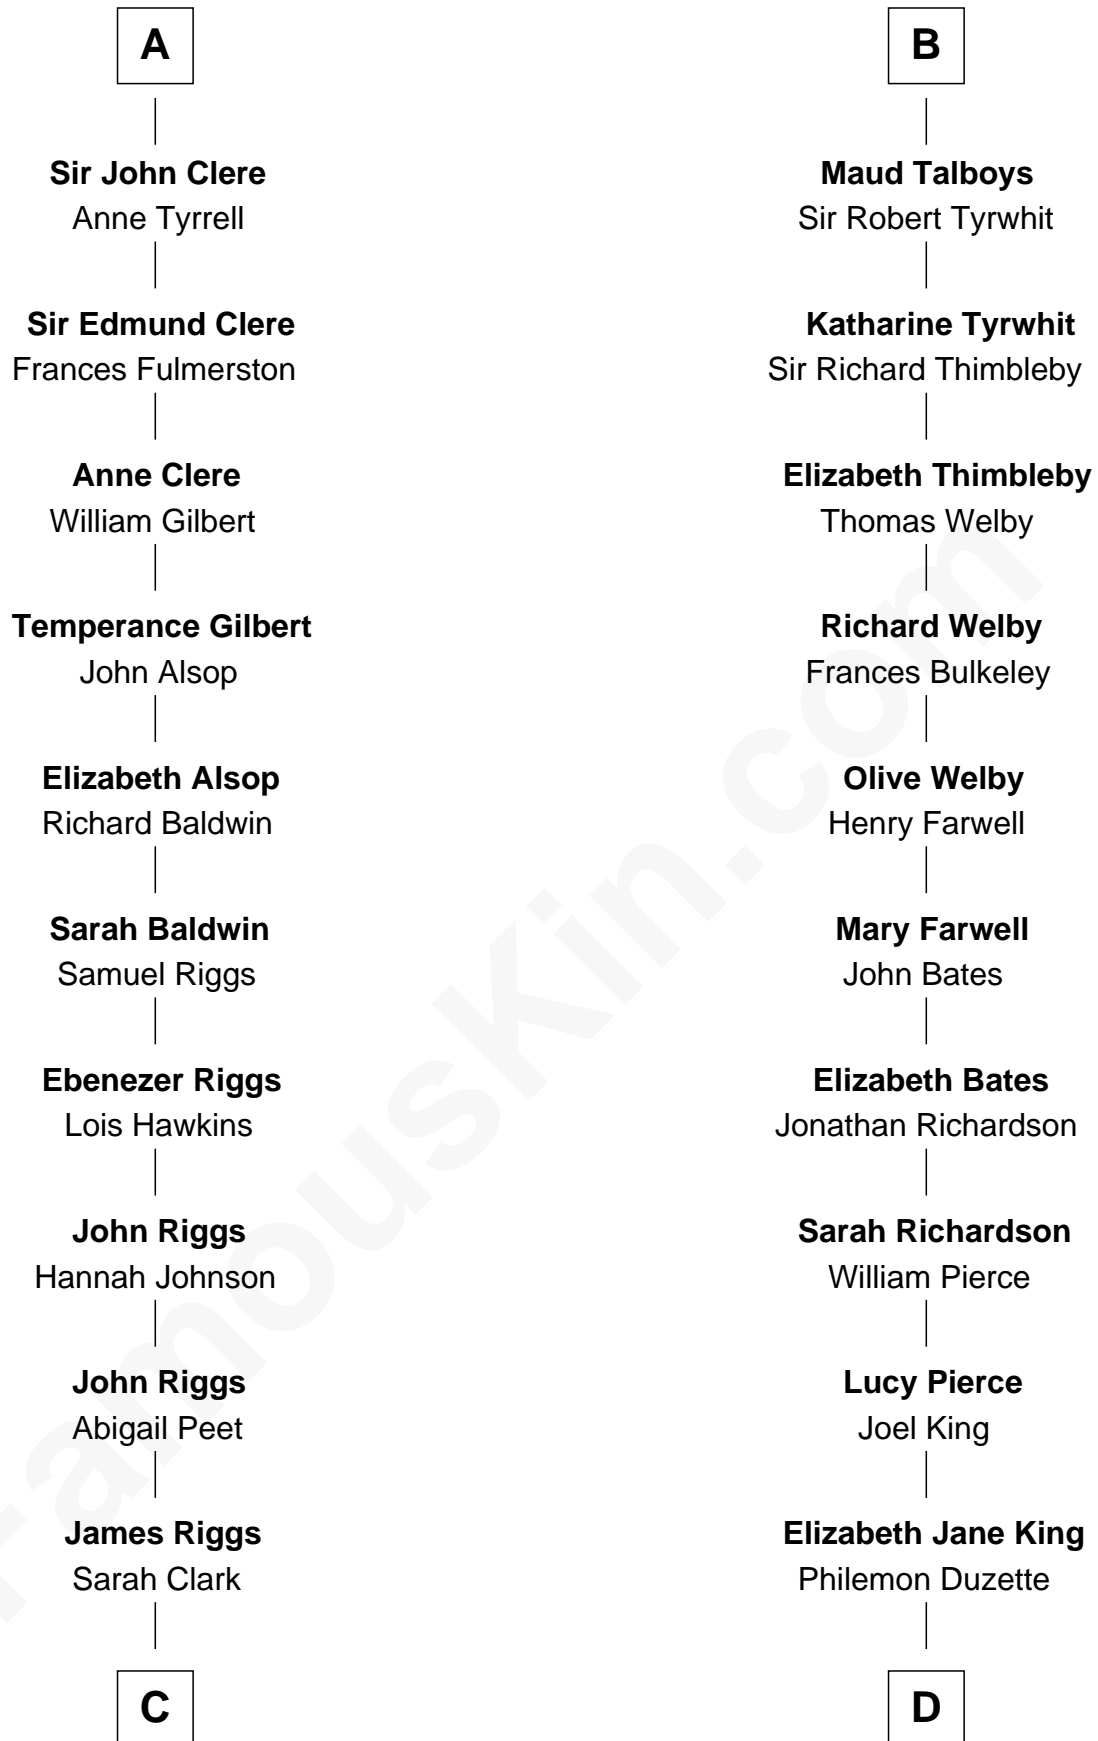 A
Sir John Clere
Anne Tyrrell
Sir Edmund Clere
Frances Fulmerston
Anne Clere
William Gilbert
Temperance Gilbert
John Alsop
Elizabeth Alsop
Richard Baldwin
Sarah Baldwin
Samuel Riggs
Ebenezer Riggs
Lois Hawkins
John Riggs
Hannah Johnson
John Riggs
Abigail Peet
James Riggs
Sarah Clark
C
B
Maud Talboys
Sir Robert Tyrwhit
Katharine Tyrwhit
Sir Richard Thimbleby
Elizabeth Thimbleby
Thomas Welby
Richard Welby
Frances Bulkeley
Olive Welby
Henry Farwell
Mary Farwell
John Bates
Elizabeth Bates
Jonathan Richardson
Sarah Richardson
William Pierce
Lucy Pierce
Joel King
Elizabeth Jane King
Philemon Duzette
D
FamousKin.com